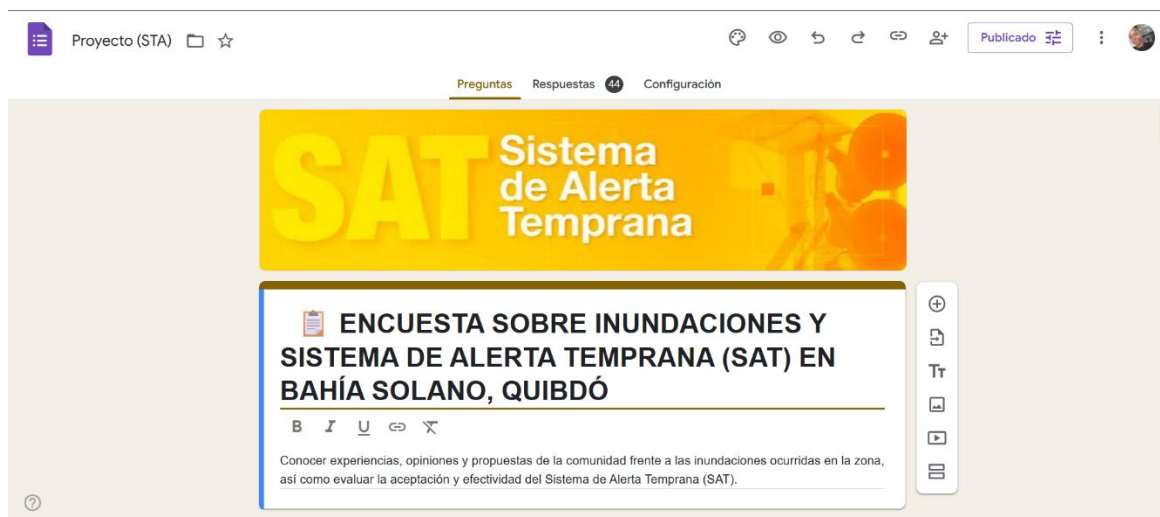 Proyecto (STA)
Publicado
Preguntas Respuestas 44 Configuración
SAT Sistema
de Alerta
Temprana
📋 ENCUESTA SOBRE INUNDACIONES Y
SISTEMA DE ALERTA TEMPRANA (SAT) EN
BAHÍA SOLANO, QUIBDÓ
B I U
Tт
Conocer experiencias, opiniones y propuestas de la comunidad frente a las inundaciones ocurridas en la zona,
así como evaluar la aceptación y efectividad del Sistema de Alerta Temprana (SAT).